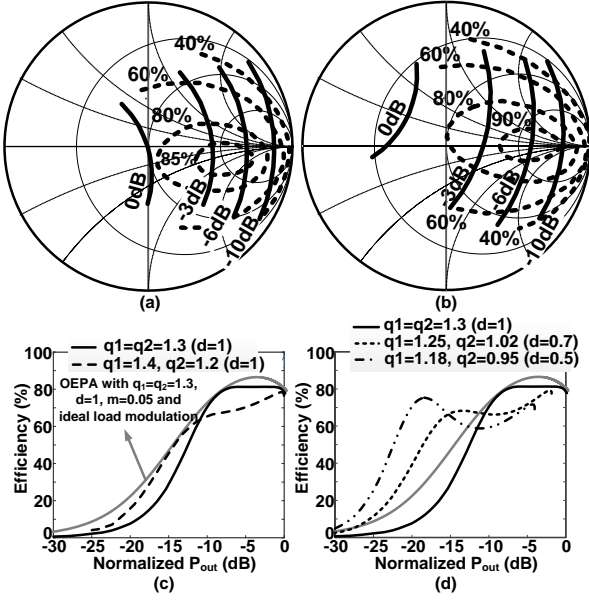 40%
60%
80%
85%
0dB
-3dB
-6dB
-10dB
(a)
40%
60%
80%
90%
0dB
-3dB
-6dB
-10dB
60%
40%
(b)
q1=q2=1.3 (d=1)
q1=1.4, q2=1.2 (d=1)
OEPA with q₁=q₂=1.3,
d=1, m=0.05 and
ideal load modulation
Efficiency (%)
100
80
60
40
20
0
-30 -25 -20 -15 -10 -5 0
Normalized Pout (dB)
(c)
q1=q2=1.3 (d=1)
q1=1.25, q2=1.02 (d=0.7)
q1=1.18, q2=0.95 (d=0.5)
Efficiency (%)
100
80
60
40
20
0
-30 -25 -20 -15 -10 -5 0
Normalized Pout (dB)
(d)